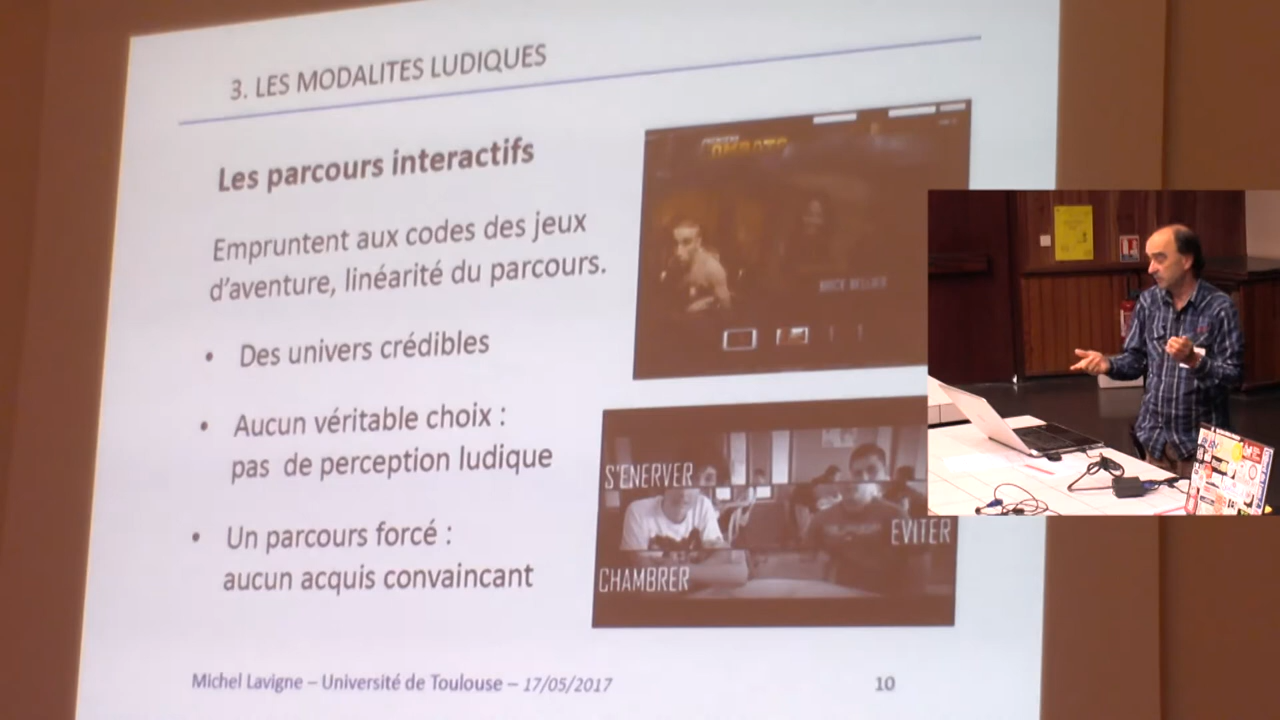 3. LES MODALITES LUDIQUES
Les parcours interactifs
Empruntent aux codes des jeux
d'aventure, linéarité du parcours.
• Des univers crédibles
• Aucun véritable choix :
pas de perception ludique
• Un parcours forcé :
aucun acquis convaincant
S'ENERVER
EVITER
CHAMBRER
Michel Lavigne – Université de Toulouse – 17/05/2017
10